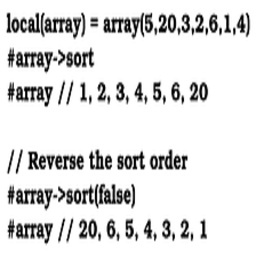 local(array) = array(5,20,3,2,6,1,4)
#array->sort
#array // 1, 2, 3, 4, 5, 6, 20
// Reverse the sort order
#array->sort(false)
#array // 20, 6, 5, 4, 3, 2, 1